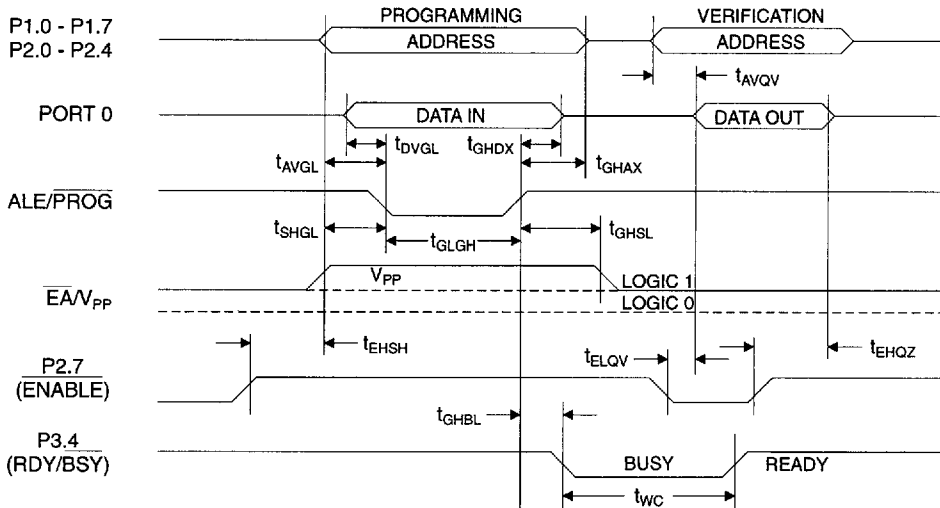 PROGRAMMING VERIFICATION
P1.0 - P1.7
P2.0 - P2.4
ADDRESS ADDRESS
tAVQV
PORT 0 DATA IN DATA OUT
tDVGL tGHDX
tAVGL tGHAX
ALE/PROG
tSHGL tGLGH tGHSL
VPP
LOGIC 1
EA/VPP
LOGIC 0
tEHSH tELQV tEHQZ
P2.7
(ENABLE)
tGHBL
P3.4
(RDY/BSY) BUSY READY
tWC